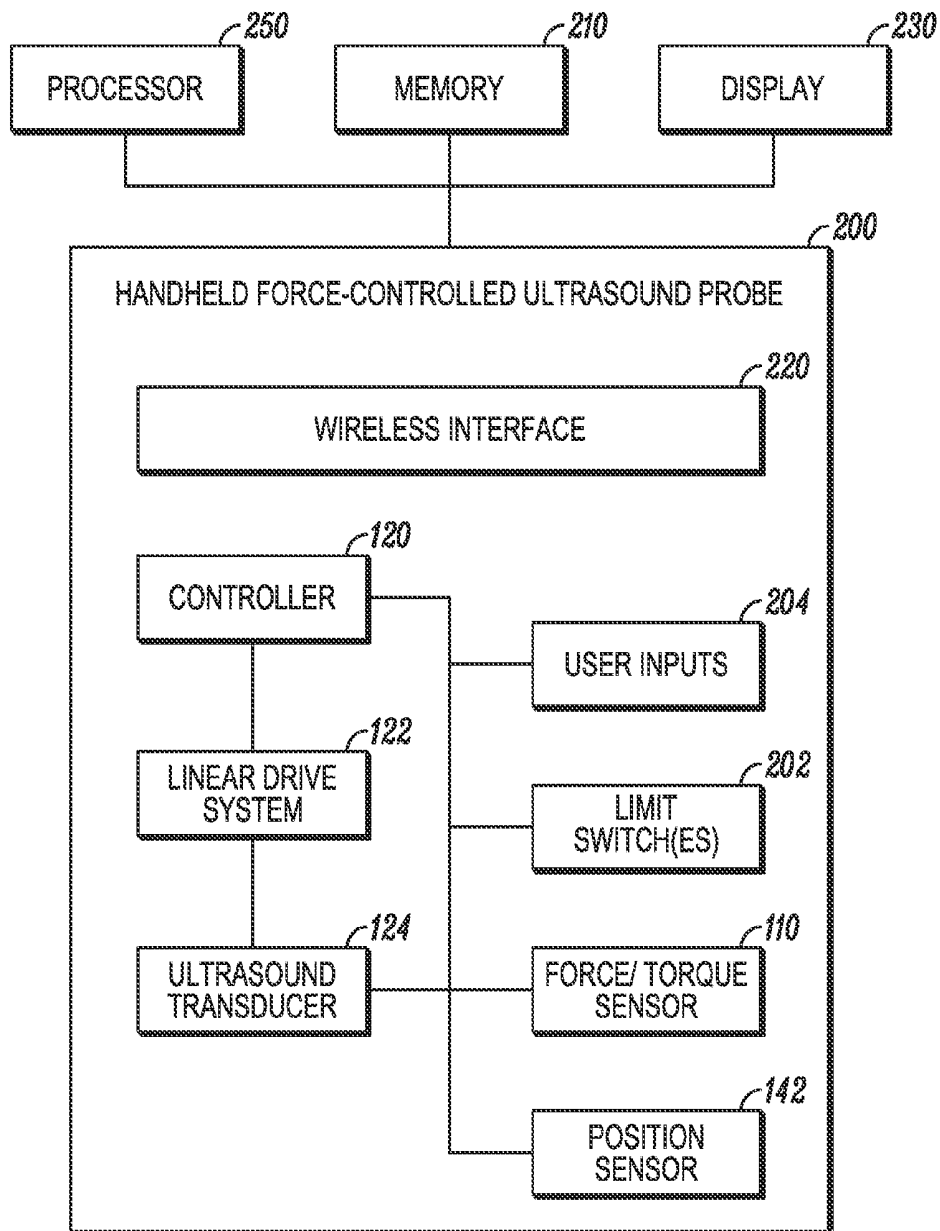 250
210
230
PROCESSOR
MEMORY
DISPLAY
200
HANDHELD FORCE-CONTROLLED ULTRASOUND PROBE
220
WIRELESS INTERFACE
120
CONTROLLER
204
USER INPUTS
122
LINEAR DRIVE
SYSTEM
202
LIMIT
SWITCH(ES)
124
ULTRASOUND
TRANSDUCER
110
FORCE/ TORQUE
SENSOR
142
POSITION
SENSOR